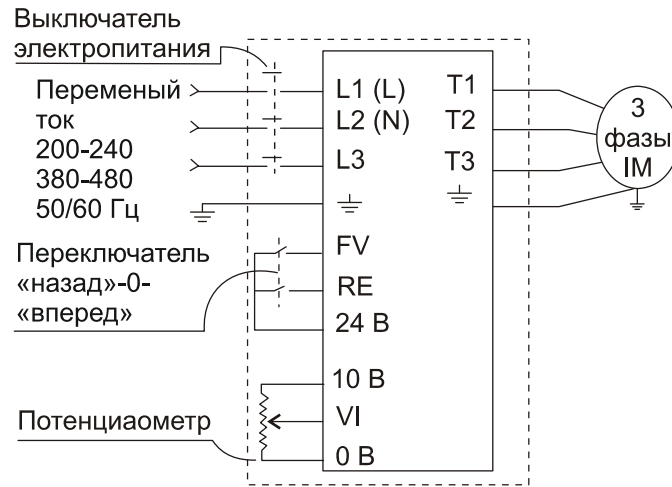 Выключатель
электропитания
Переменый
ток
200-240
380-480
50/60 Гц
L1 (L)
L2 (N)
L3
T1
T2
T3
3
фазы
IM
Переключатель
«назад»-0-
«вперед»
FV
RE
24 В
10 В
VI
0 В
Потенциаометр